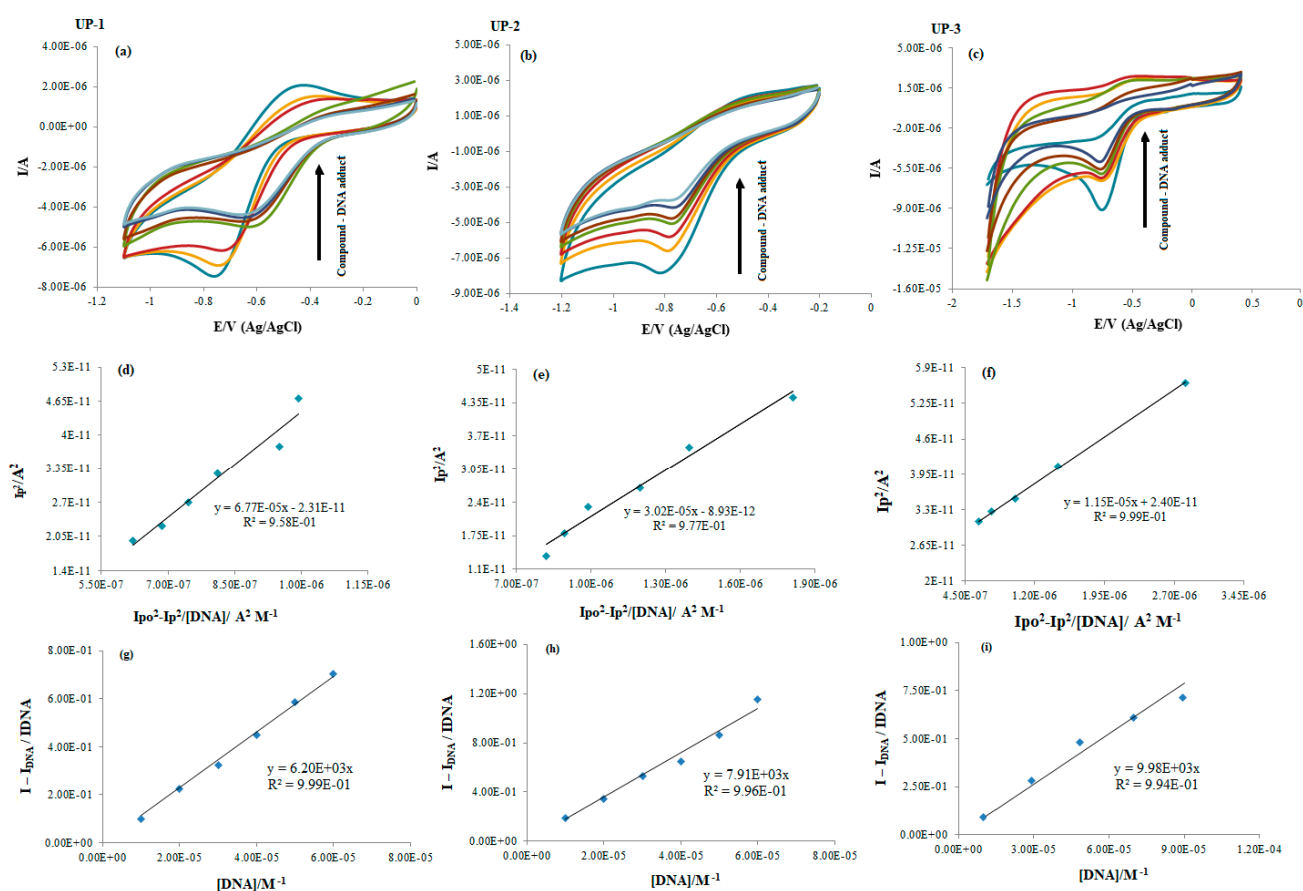 UP-1
(a)
4.00E-06
2.00E-06
0.00E+00
-2.00E-06
-4.00E-06
-6.00E-06
-8.00E-06
I/A
-1.2
-1
-0.8
-0.6
-0.4
-0.2
0
E/V (Ag/AgCl)
Compound - DNA adduct
UP-2
(b)
5.00E-06
3.00E-06
1.00E-06
-1.00E-06
-3.00E-06
-5.00E-06
-7.00E-06
-9.00E-06
I/A
-1.2
-1
-0.8
-0.6
-0.4
-0.2
0
E/V (Ag/AgCl)
Compound - DNA adduct
UP-3
(c)
5.00E-06
1.50E-06
-2.00E-06
-5.50E-06
-9.00E-06
-1.25E-05
-1.60E-05
I/A
-2
-1.5
-1
-0.5
0
0.5
0
E/V (Ag/AgCl)
Compound - DNA adduct
(d)
5.3E-11
4.65E-11
4E-11
3.35E-11
2.7E-11
2.05E-11
1.4E-11
Ip²/A²
y = 6.77E-05x - 2.31E-11
R² = 9.58E-01
5.50E-07
7.00E-07
8.50E-07
1.00E-06
1.15E-06
Ipo²-Ip²/[DNA]/ A² M⁻¹
(e)
5E-11
4.35E-11
3.7E-11
3.05E-11
2.4E-11
1.75E-11
1.1E-11
Ip²/A²
y = 3.02E-05x - 8.93E-12
R² = 9.77E-01
7.00E-07
1.00E-06
1.30E-06
1.60E-06
1.90E-06
Ipo²-Ip²/[DNA]/ A² M⁻¹
(f)
5.9E-11
5.25E-11
4.6E-11
3.95E-11
3.3E-11
2.65E-11
2E-11
Ip²/A²
y = 1.15E-05x + 2.40E-11
R² = 9.99E-01
4.50E-07
1.20E-06
1.95E-06
2.70E-06
3.45E-06
Ipo²-Ip²/[DNA]/ A² M⁻¹
(g)
8.00E-01
6.00E-01
4.00E-01
2.00E-01
0.00E+00
I – I_DNA / IDNA
y = 6.20E+03x
R² = 9.99E-01
0.00E+00
2.00E-05
4.00E-05
6.00E-05
8.00E-05
[DNA]/M⁻¹
(h)
1.60E+00
1.20E+00
8.00E-01
4.00E-01
0.00E+00
I – I_DNA / IDNA
y = 7.91E+03x
R² = 9.96E-01
0.00E+00
2.00E-05
4.00E-05
6.00E-05
8.00E-05
[DNA]/M⁻¹
(i)
1.00E+00
7.50E-01
5.00E-01
2.50E-01
0.00E+00
I – I_DNA / IDNA
y = 9.98E+03x
R² = 9.94E-01
0.00E+00
3.00E-05
6.00E-05
9.00E-05
1.20E-04
[DNA]/M⁻¹